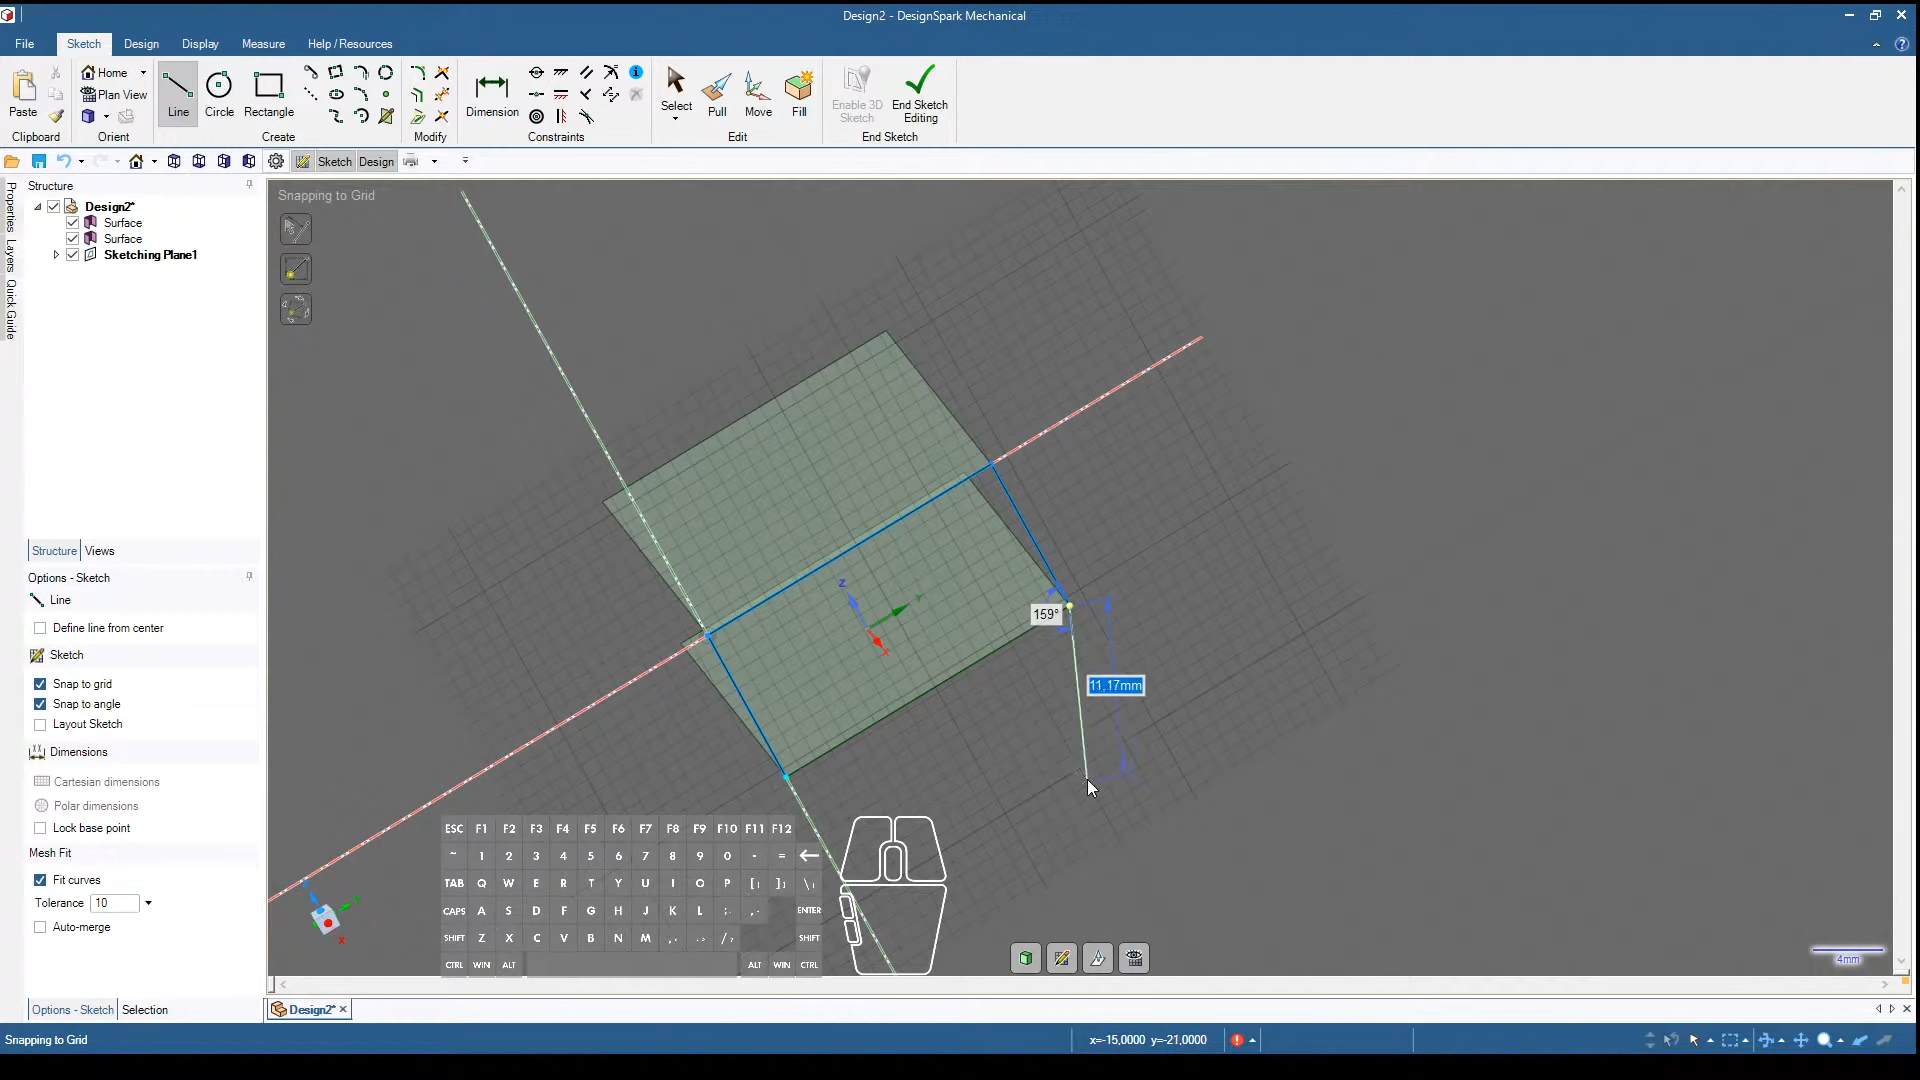 Design2 - DesignSpark Mechanical
File Sketch Design Display Measure Help / Resources
Paste
Home
Plan View
Line Circle Rectangle
Dimension
Select Pull Move Fill
Enable 3D Sketch
End Sketch Editing
Clipboard Orient Create Modify Constraints Edit End Sketch
Sketch Design
Structure
Design2*
Surface
Surface
Sketching Plane1
Properties Layers Quick Guide
Structure Views
Options - Sketch
Line
Define line from center
Sketch
Snap to grid
Snap to angle
Layout Sketch
Dimensions
Cartesian dimensions
Polar dimensions
Lock base point
Mesh Fit
Fit curves
Tolerance 10
Auto-merge
Options - Sketch Selection
Snapping to Grid
Z
Y
X
159°
11,17mm
ESC F1 F2 F3 F4 F5 F6 F7 F8 F9 F10 F11 F12
~ 1 2 3 4 5 6 7 8 9 0 - =
TAB Q W E R T Y U I O P [{ ]} \|
CAPS A S D F G H J K L ;: ,. ENTER
SHIFT Z X C V B N M ,< .> /? SHIFT
CTRL WIN ALT ALT WIN CTRL
Y
X
4mm
Design2*
Snapping to Grid
x=-15,0000 y=-21,0000